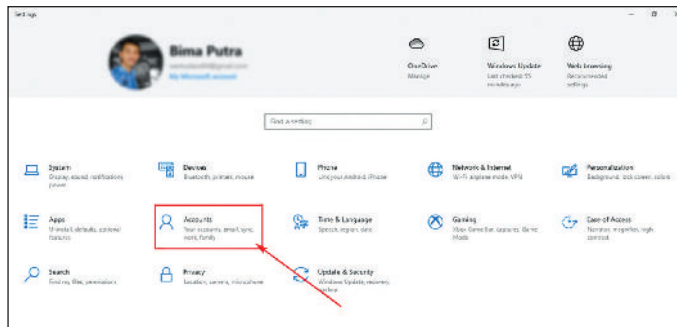 Settings
Bima Putra
My Microsoft account
OneDrive
Manage
Windows Update
Last checked: 55
minutes ago
Web browsing
Recommended
settings
Find a setting
System
Display, sound, notifications,
power
Devices
Bluetooth, printers, mouse
Phone
Link your Android, iPhone
Network & Internet
Wi-Fi, airplane mode, VPN
Personalization
Background, lock screen, colors
Apps
Uninstall, defaults, optional
features
Accounts
Your accounts, email, sync,
work, family
Time & Language
Speech, region, date
Gaming
Xbox Game Bar, captures, Game
Mode
Ease of Access
Narrator, magnifier, high
contrast
Search
Find my files, permissions
Privacy
Location, camera, microphone
Update & Security
Windows Update, recovery,
backup